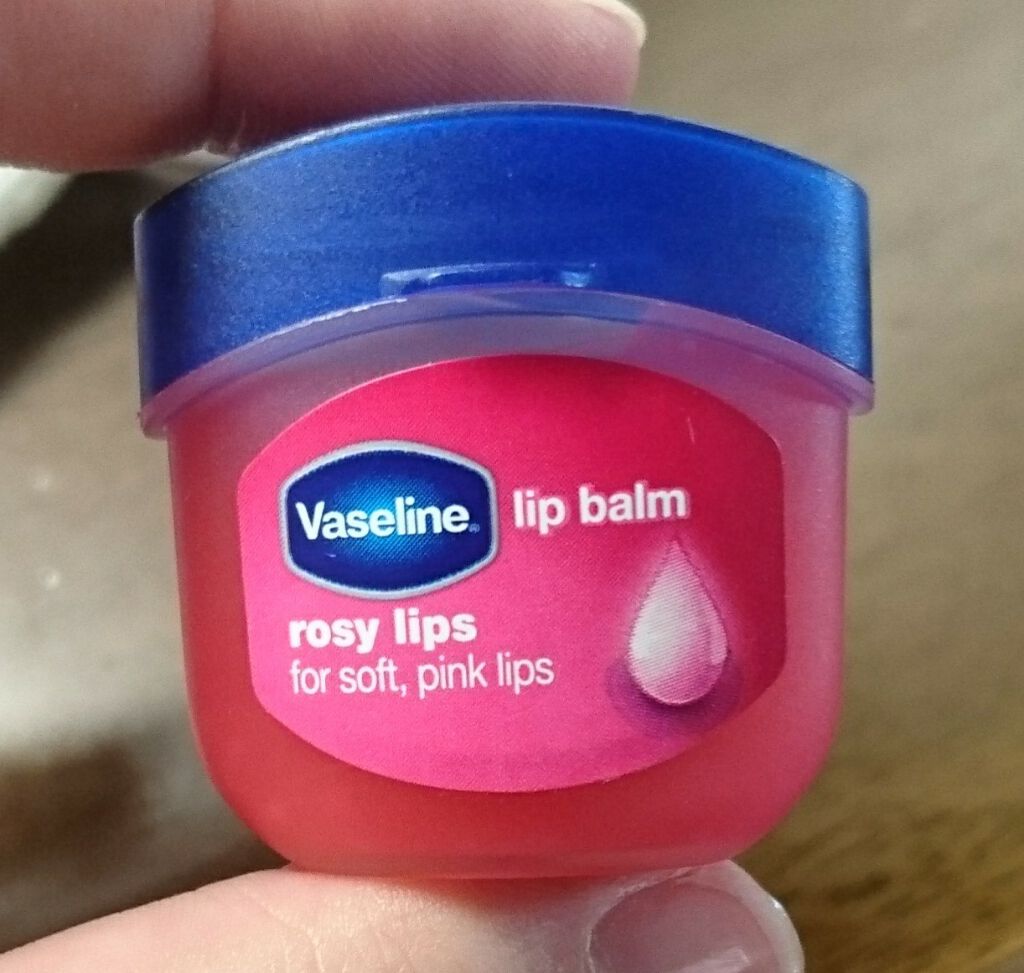 Vaseline® lip balm
rosy lips
for soft, pink lips